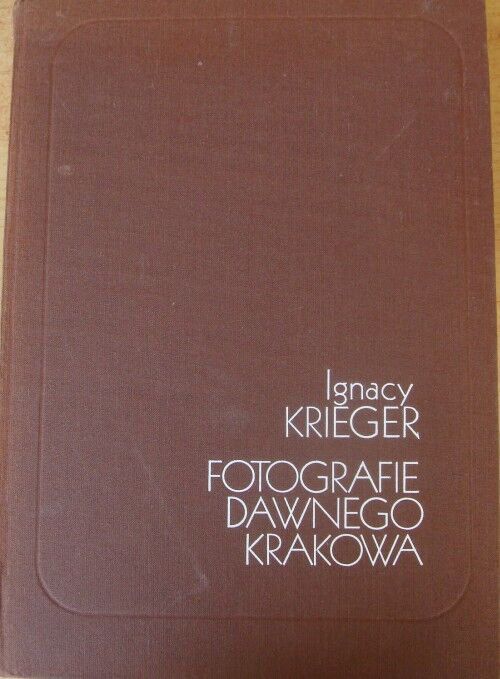 Ignacy
KRIEGER
FOTOGRAFIE
DAWNEGO
KRAKOWA